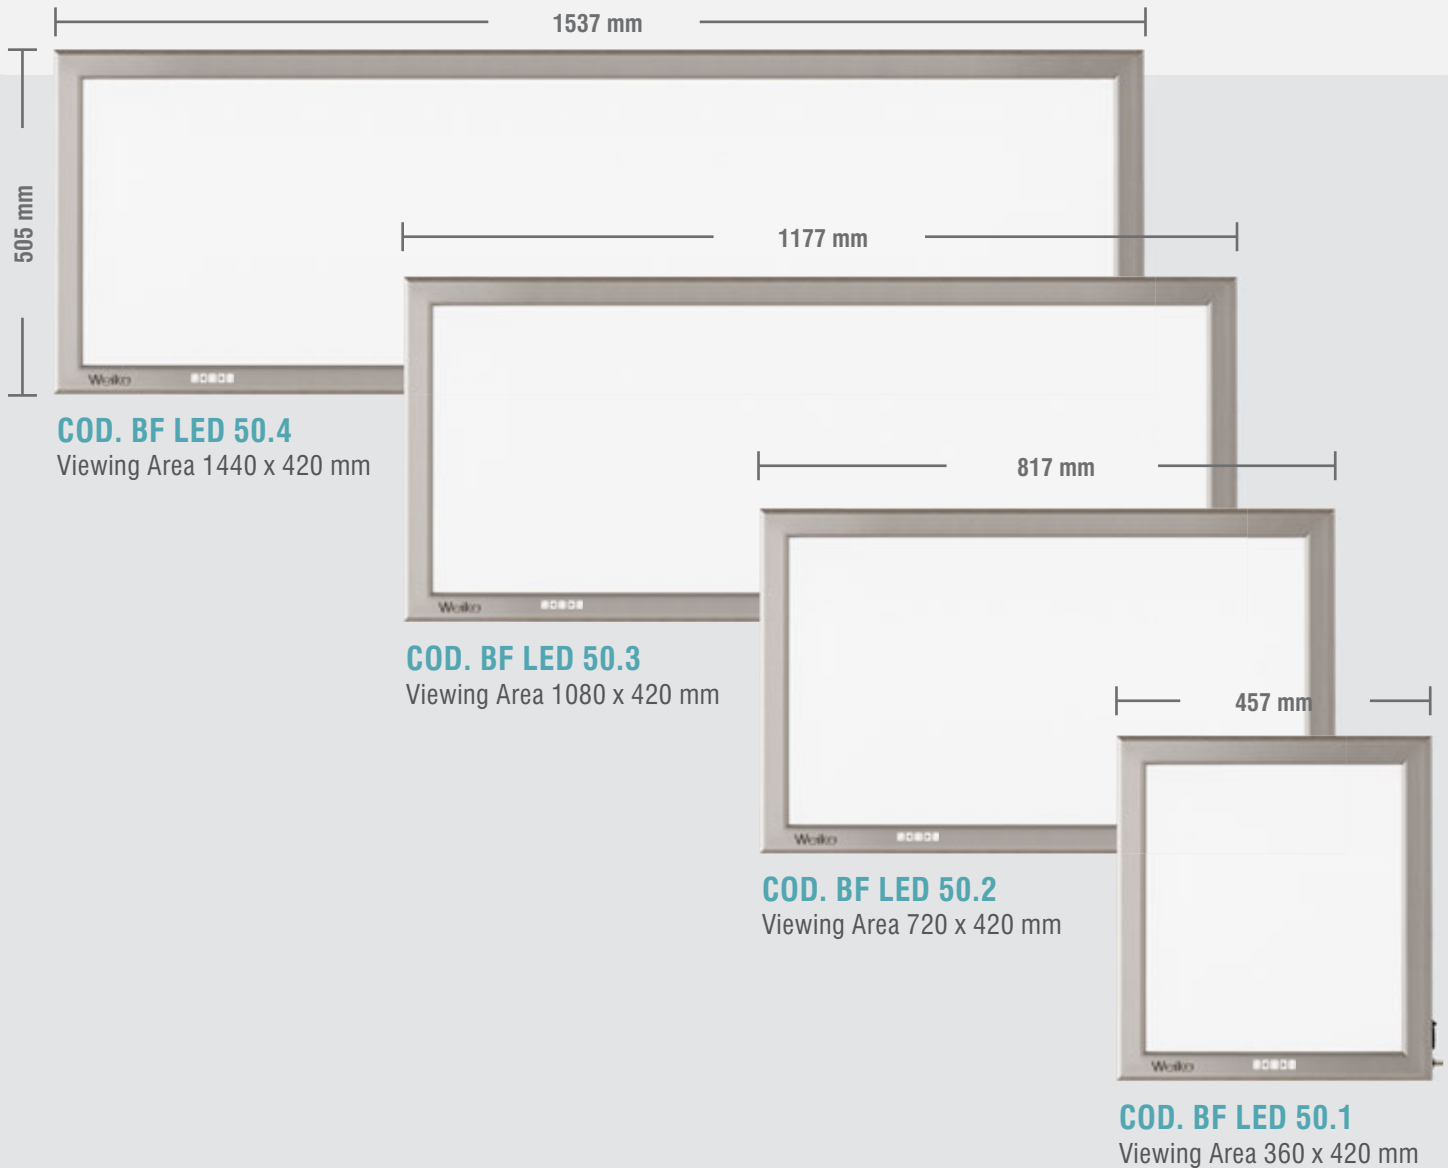 1537 mm
505 mm
Weiko
COD. BF LED 50.4
Viewing Area 1440 x 420 mm
1177 mm
Weiko
COD. BF LED 50.3
Viewing Area 1080 x 420 mm
817 mm
Weiko
COD. BF LED 50.2
Viewing Area 720 x 420 mm
457 mm
Weiko
COD. BF LED 50.1
Viewing Area 360 x 420 mm